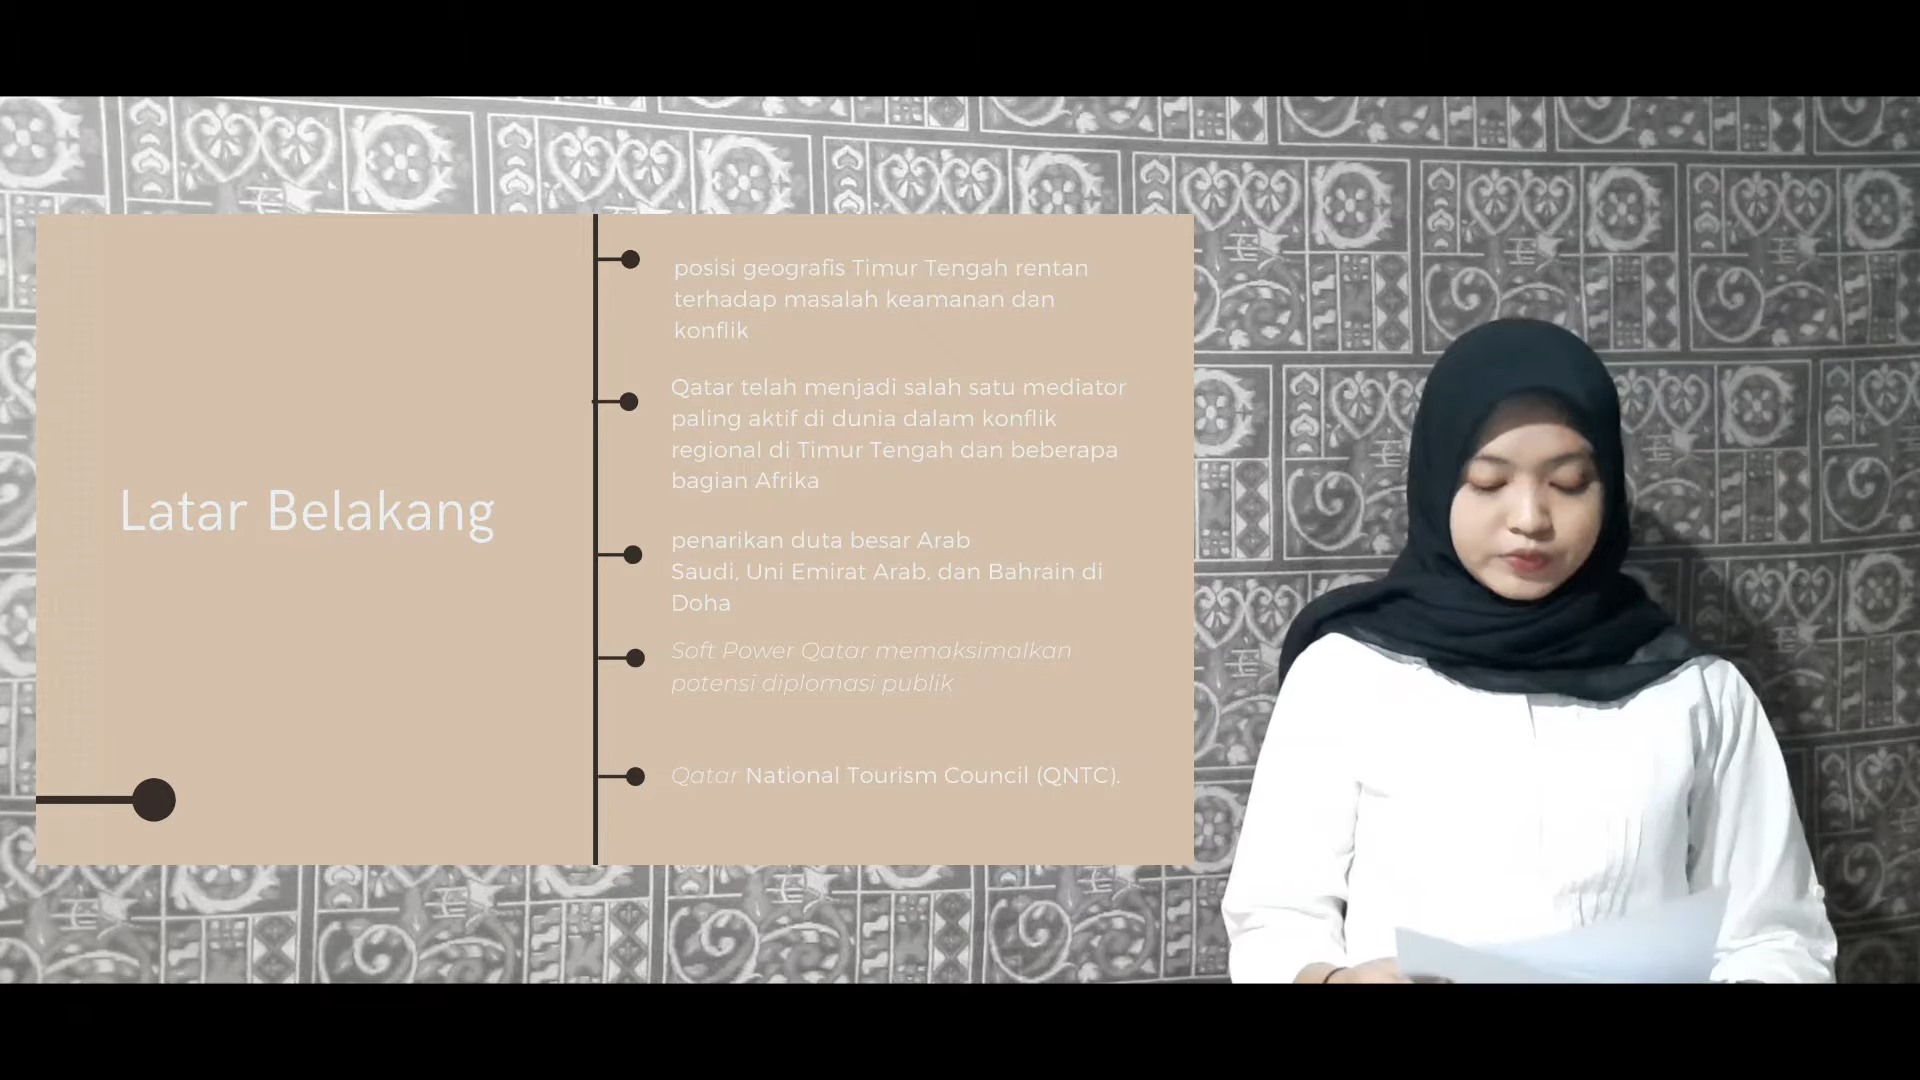 Latar Belakang
posisi geografis Timur Tengah rentan
terhadap masalah keamanan dan
konflik
Qatar telah menjadi salah satu mediator
paling aktif di dunia dalam konflik
regional di Timur Tengah dan beberapa
bagian Afrika
penarikan duta besar Arab
Saudi, Uni Emirat Arab, dan Bahrain di
Doha
Soft Power Qatar memaksimalkan
potensi diplomasi publik
Qatar National Tourism Council (QNTC).